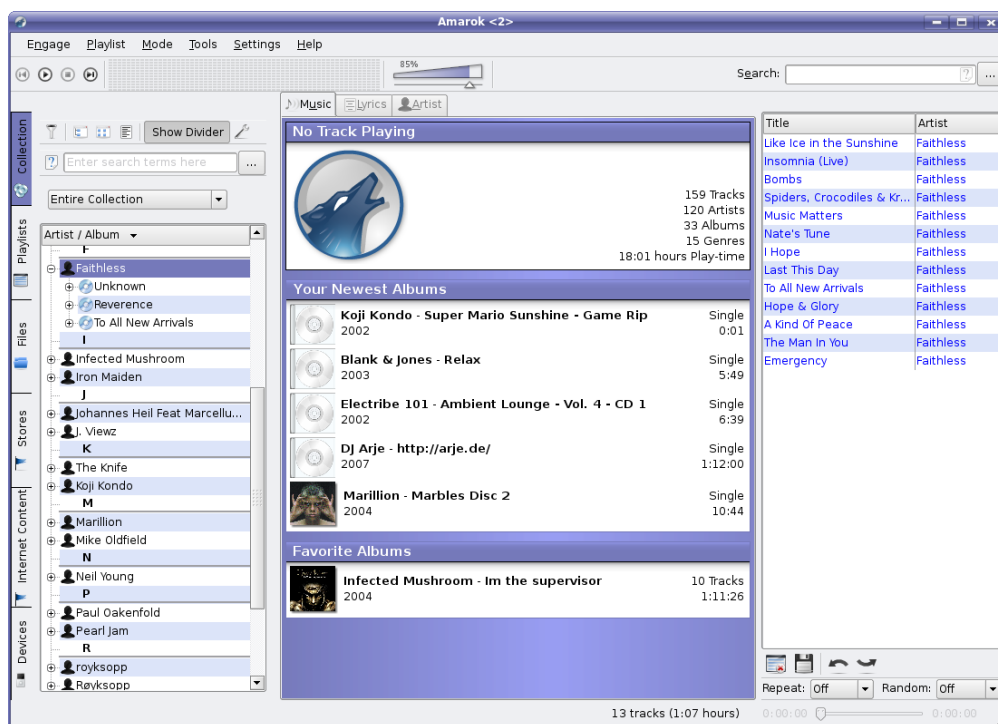 Amarok <2>
Engage Playlist Mode Tools Settings Help
85%
Search: ...
Music Lyrics Artist
Collection
Playlists
Files
Stores
Internet Content
Devices
Show Divider
Enter search terms here ...
Entire Collection
Artist / Album
F
Faithless
Unknown
Reverence
To All New Arrivals
I
Infected Mushroom
Iron Maiden
J
Johannes Heil Feat Marcellu...
J. Viewz
K
The Knife
Koji Kondo
M
Marillion
Mike Oldfield
N
Neil Young
P
Paul Oakenfold
Pearl Jam
R
royksopp
Røyksopp
No Track Playing
159 Tracks
120 Artists
33 Albums
15 Genres
18:01 hours Play-time
Your Newest Albums
Koji Kondo - Super Mario Sunshine - Game Rip Single
2002 0:01
Blank & Jones - Relax Single
2003 5:49
Electribe 101 - Ambient Lounge - Vol. 4 - CD 1 Single
2002 6:39
DJ Arje - http://arje.de/ Single
2007 1:12:00
Marillion - Marbles Disc 2 Single
2004 10:44
Favorite Albums
Infected Mushroom - Im the supervisor 10 Tracks
2004 1:11:26
Title Artist
Like Ice in the Sunshine Faithless
Insomnia (Live) Faithless
Bombs Faithless
Spiders, Crocodiles & Kr... Faithless
Music Matters Faithless
Nate's Tune Faithless
I Hope Faithless
Last This Day Faithless
To All New Arrivals Faithless
Hope & Glory Faithless
A Kind Of Peace Faithless
The Man In You Faithless
Emergency Faithless
Repeat: Off Random: Off
13 tracks (1:07 hours) 0:00:00 0:00:00